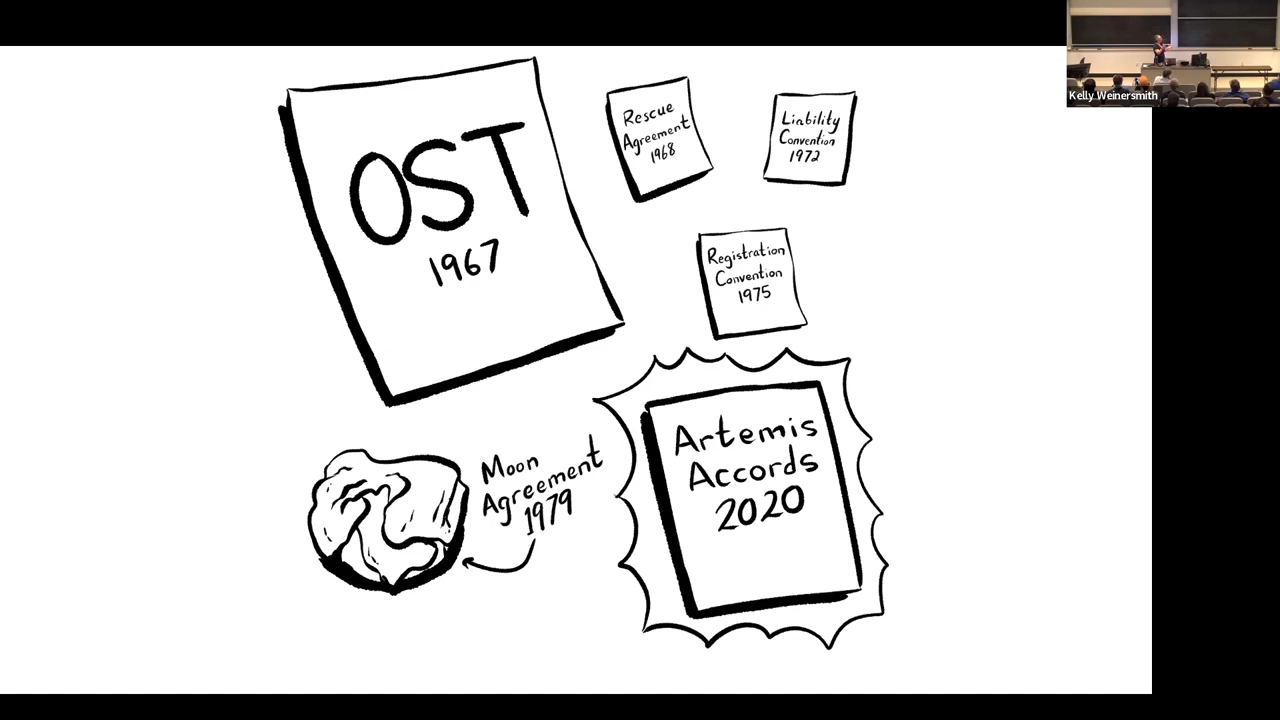 OST
1967
Rescue
Agreement
1968
Liability
Convention
1972
Registration
Convention
1975
Moon
Agreement
1979
Artemis
Accords
2020
Kelly Weinersmith